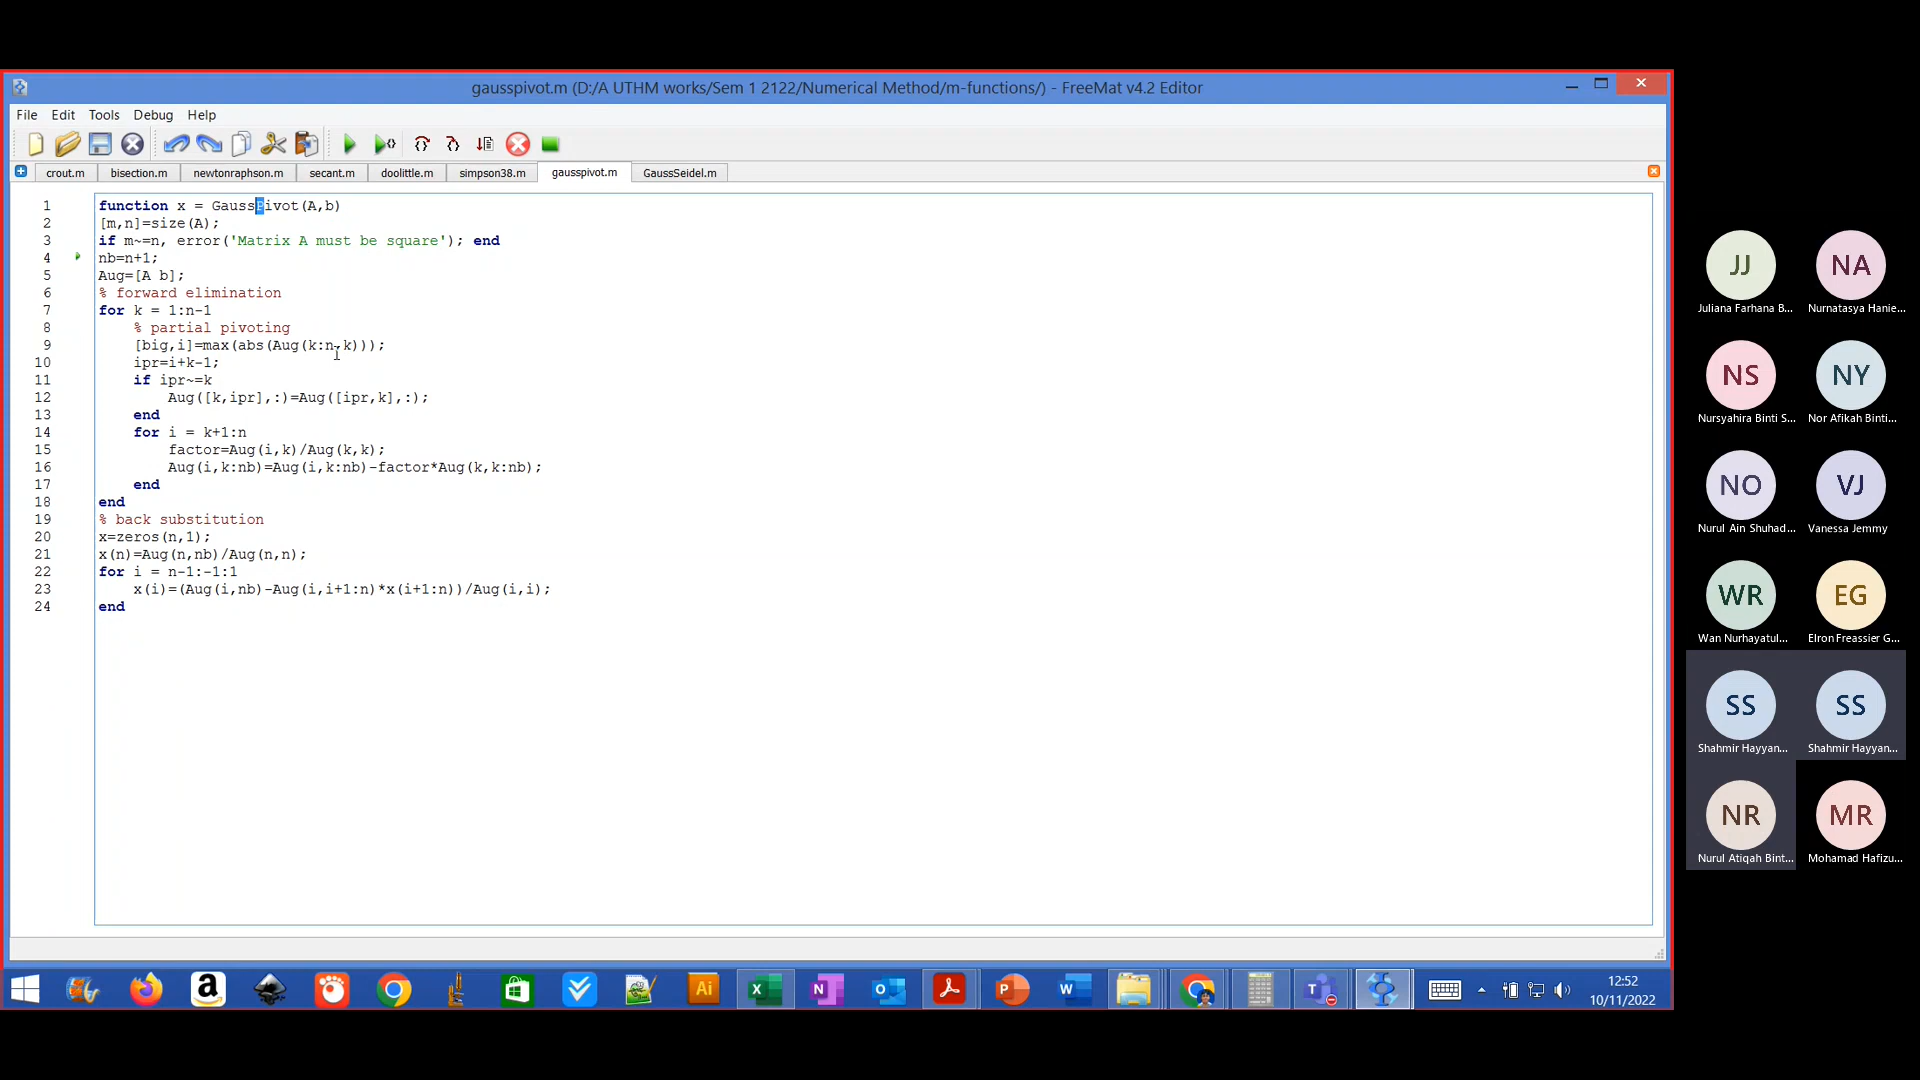 gausspivot.m (D:/A UTHM works/Sem 1 2122/Numerical Method/m-functions/) - FreeMat v4.2 Editor
File Edit Tools Debug Help
crout.m bisection.m newtonraphson.m secant.m doolittle.m simpson38.m gausspivot.m GaussSeidel.m
1 function x = GaussPivot(A,b)
2 [m,n]=size(A);
3 if m~=n, error('Matrix A must be square'); end
4 nb=n+1;
5 Aug=[A b];
6 % forward elimination
7 for k = 1:n-1
8 % partial pivoting
9 [big,i]=max(abs(Aug(k:n,k)));
10 ipr=i+k-1;
11 if ipr~=k
12 Aug([k,ipr],:)=Aug([ipr,k],:);
13 end
14 for i = k+1:n
15 factor=Aug(i,k)/Aug(k,k);
16 Aug(i,k:nb)=Aug(i,k:nb)-factor*Aug(k,k:nb);
17 end
18 end
19 % back substitution
20 x=zeros(n,1);
21 x(n)=Aug(n,nb)/Aug(n,n);
22 for i = n-1:-1:1
23 x(i)=(Aug(i,nb)-Aug(i,i+1:n)*x(i+1:n))/Aug(i,i);
24 end
JJ NA
Juliana Farhana B... Nurnatasya Hanie...
NS NY
Nursyahira Binti S... Nor Afikah Binti...
NO VJ
Nurul Ain Shuhad... Vanessa Jemmy
WR EG
Wan Nurhayatul... Elron Freassier G...
SS SS
Shahmir Hayyan... Shahmir Hayyan...
NR MR
Nurul Atiqah Bint... Mohamad Hafizu...
a Ai X N O P W T
12:52
10/11/2022